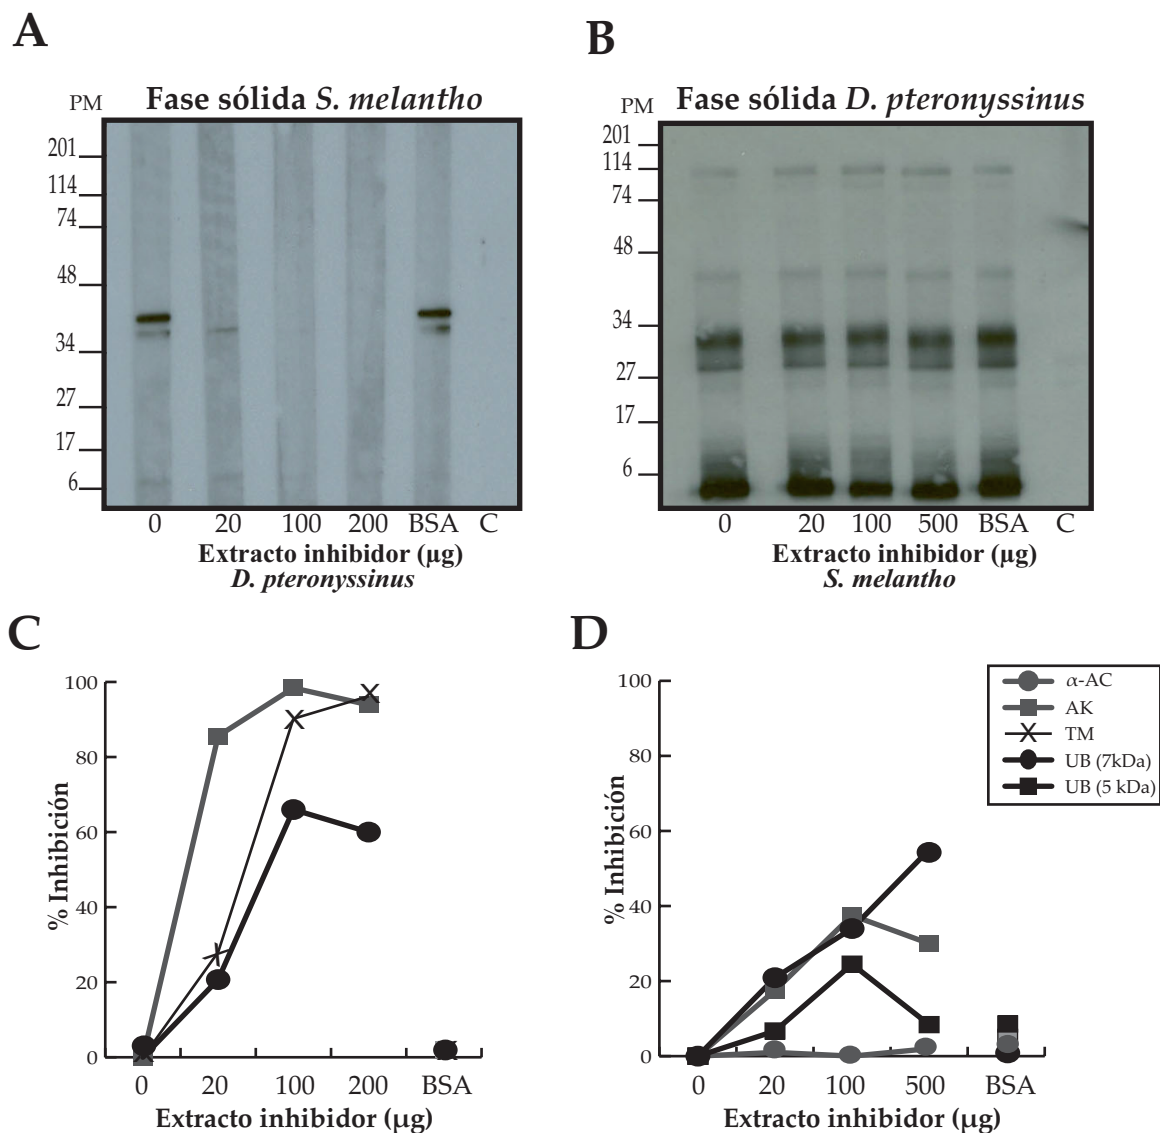 A
PM
Fase sólida S. melantho
201
114
74
48
34
27
17
6
0 20 100 200 BSA C
Extracto inhibidor (µg)
D. pteronyssinus
B
PM
Fase sólida D. pteronyssinus
201
114
74
48
34
27
17
6
0 20 100 500 BSA C
Extracto inhibidor (µg)
S. melantho
C
% Inhibición
100
80
60
40
20
0
0 20 100 200 BSA
Extracto inhibidor (µg)
D
% Inhibición
100
80
60
40
20
0
0 20 100 500 BSA
Extracto inhibidor (µg)
α-AC
AK
TM
UB (7kDa)
UB (5 kDa)